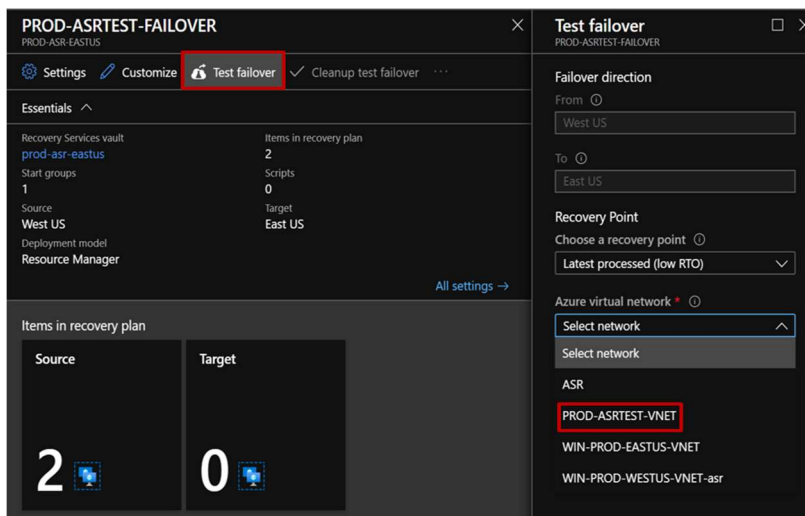 PROD-ASRTEST-FAILOVER
PROD-ASR-EASTUS
Settings Customize Test failover Cleanup test failover ...
Essentials
Recovery Services vault Items in recovery plan
prod-asr-eastus 2
Start groups Scripts
1 0
Source Target
West US East US
Deployment model
Resource Manager
All settings →
Items in recovery plan
Source Target
2 0
Test failover
PROD-ASRTEST-FAILOVER
Failover direction
From
West US
To
East US
Recovery Point
Choose a recovery point
Latest processed (low RTO)
Azure virtual network *
Select network
Select network
ASR
PROD-ASRTEST-VNET
WIN-PROD-EASTUS-VNET
WIN-PROD-WESTUS-VNET-asr